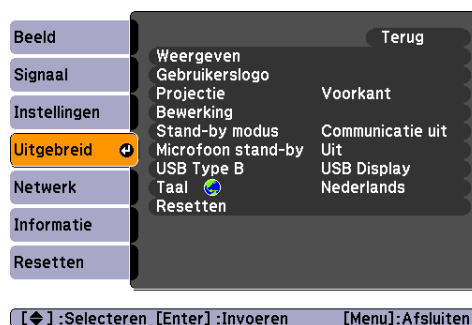 Beeld
Signaal
Instellingen
Uitgebreid
Netwerk
Informatie
Resetten
Terug
Weergeven
Gebruikerslogo
Projectie Voorkant
Bewerking
Stand-by modus Communicatie uit
Microfoon stand-by Uit
USB Type B USB Display
Taal Nederlands
Resetten
[◆] :Selecteren [Enter] :Invoeren [Menu]:Afsluiten